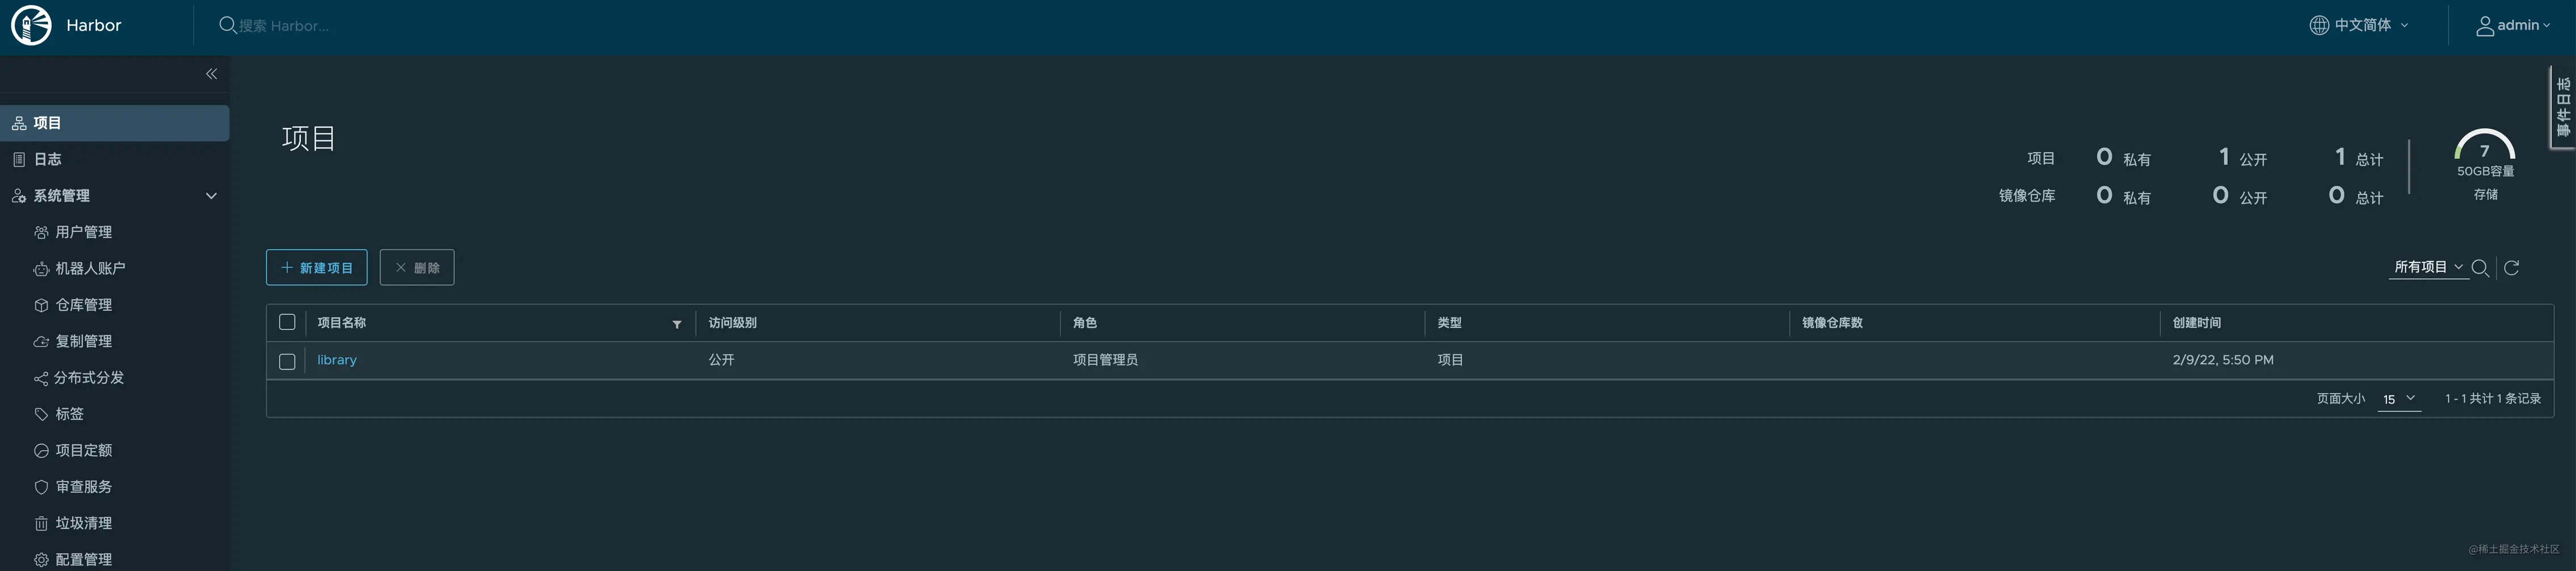 Harbor
搜索 Harbor...
中文简体
admin
事件日志
项目
日志
系统管理
用户管理
机器人账户
仓库管理
复制管理
分布式分发
标签
项目定额
审查服务
垃圾清理
配置管理
项目
项目 0 私有 1 公开 1 总计
镜像仓库 0 私有 0 公开 0 总计
7
50GB容量
存储
新建项目 删除
所有项目
项目名称 访问级别 角色 类型 镜像仓库数 创建时间
library 公开 项目管理员 项目 2/9/22, 5:50 PM
页面大小 15 1 - 1 共计 1 条记录
@稀土掘金技术社区